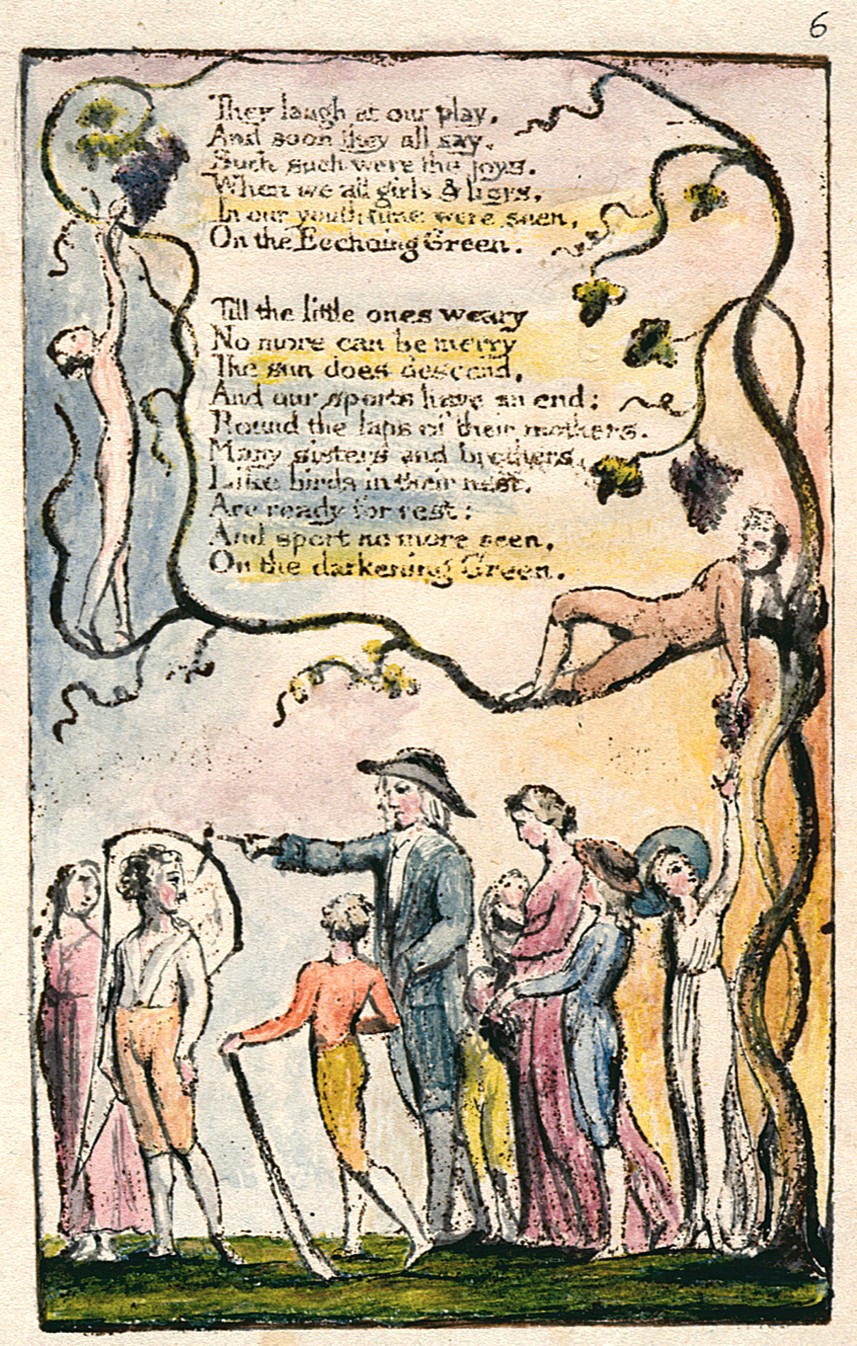 6
They laugh at our play,
And soon they all say.
Such such were the joys.
When we all girls & boys,
In our youth time were seen,
On the Ecchoing Green.
Till the little ones weary
No more can be merry
The sun does descend,
And our sports have an end:
Round the laps of their mothers,
Many sisters and brothers,
Like birds in their nest,
Are ready for rest:
And sport no more seen,
On the darkening Green.